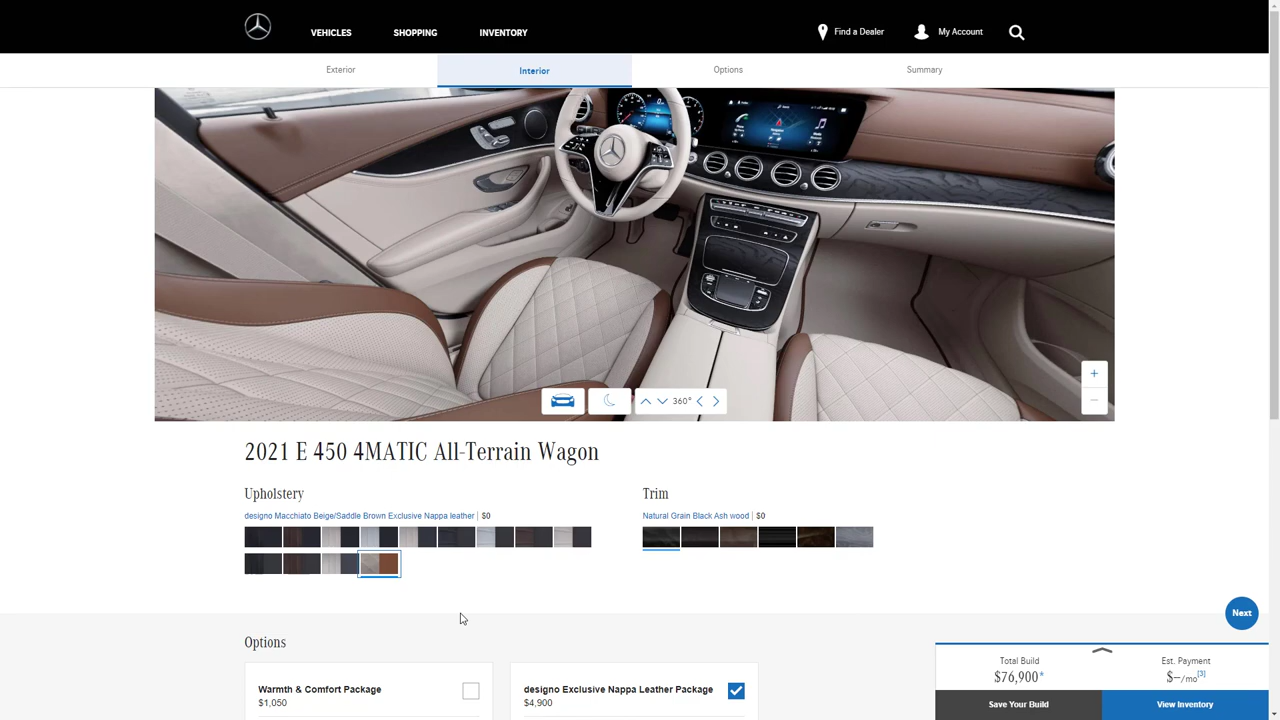 VEHICLES SHOPPING INVENTORY Find a Dealer My Account
Exterior Interior Options Summary
360°
+
−
2021 E 450 4MATIC All-Terrain Wagon
Upholstery
designo Macchiato Beige/Saddle Brown Exclusive Nappa leather | $0
Trim
Natural Grain Black Ash wood | $0
Next
Options
Warmth & Comfort Package
$1,050
designo Exclusive Nappa Leather Package
$4,900
Total Build
$76,900*
Est. Payment
$--/mo[3]
Save Your Build
View Inventory